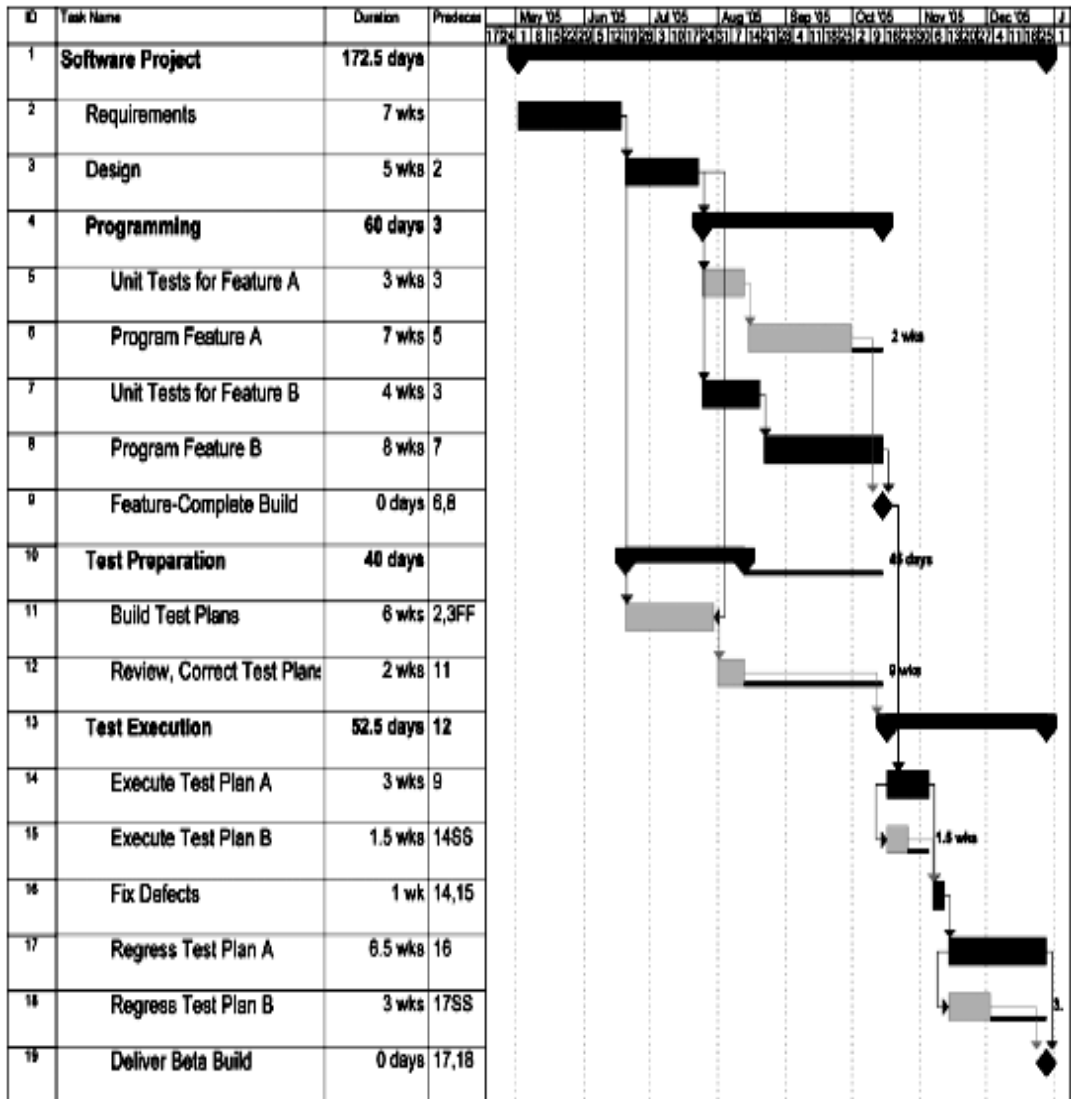 ID Task Name Duration Predeces May '05 Jun '05 Jul '05 Aug '05 Sep '05 Oct '05 Nov '05 Dec '05 J
1 Software Project 172.5 days
2 Requirements 7 wks
3 Design 5 wks 2
4 Programming 60 days 3
5 Unit Tests for Feature A 3 wks 3
6 Program Feature A 7 wks 5 2 wks
7 Unit Tests for Feature B 4 wks 3
8 Program Feature B 8 wks 7
9 Feature-Complete Build 0 days 6,8
10 Test Preparation 40 days 45 days
11 Build Test Plans 6 wks 2,3FF
12 Review, Correct Test Plans 2 wks 11 9 wks
13 Test Execution 52.5 days 12
14 Execute Test Plan A 3 wks 9
15 Execute Test Plan B 1.5 wks 14SS 1.5 wks
16 Fix Defects 1 wk 14,15
17 Regress Test Plan A 6.5 wks 16
18 Regress Test Plan B 3 wks 17SS 3.
19 Deliver Beta Build 0 days 17,18